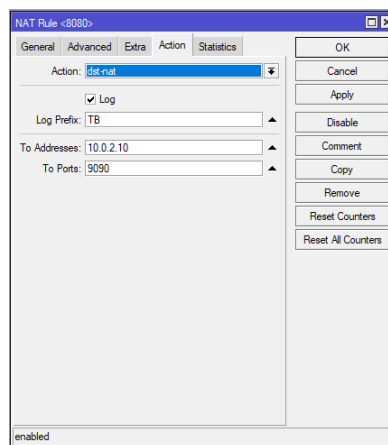 NAT Rule <8080>
General Advanced Extra Action Statistics
Action: dst-nat
Log
Log Prefix: TB
To Addresses: 10.0.2.10
To Ports: 9090
OK
Cancel
Apply
Disable
Comment
Copy
Remove
Reset Counters
Reset All Counters
enabled